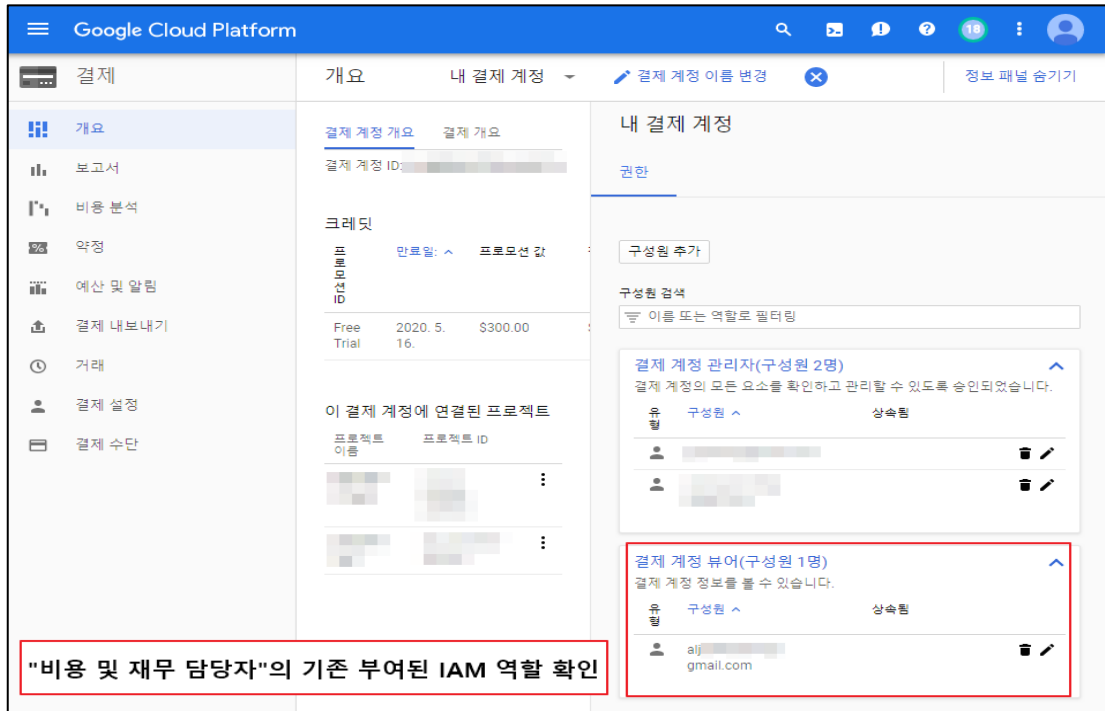 Google Cloud Platform
18
결제
개요
내 결제 계정
결제 계정 이름 변경
정보 패널 숨기기
개요
보고서
비용 분석
약정
예산 및 알림
결제 내보내기
거래
결제 설정
결제 수단
결제 계정 개요
결제 개요
결제 계정 ID:
크레딧
프로모션 ID
만료일:
프로모션 값
Free Trial
2020. 5. 16.
$300.00
이 결제 계정에 연결된 프로젝트
프로젝트 이름
프로젝트 ID
내 결제 계정
권한
구성원 추가
구성원 검색
이름 또는 역할로 필터링
결제 계정 관리자(구성원 2명)
결제 계정의 모든 요소를 확인하고 관리할 수 있도록 승인되었습니다.
유형
구성원
상속됨
결제 계정 뷰어(구성원 1명)
결제 계정 정보를 볼 수 있습니다.
유형
구성원
상속됨
alj
gmail.com
"비용 및 재무 담당자"의 기존 부여된 IAM 역할 확인